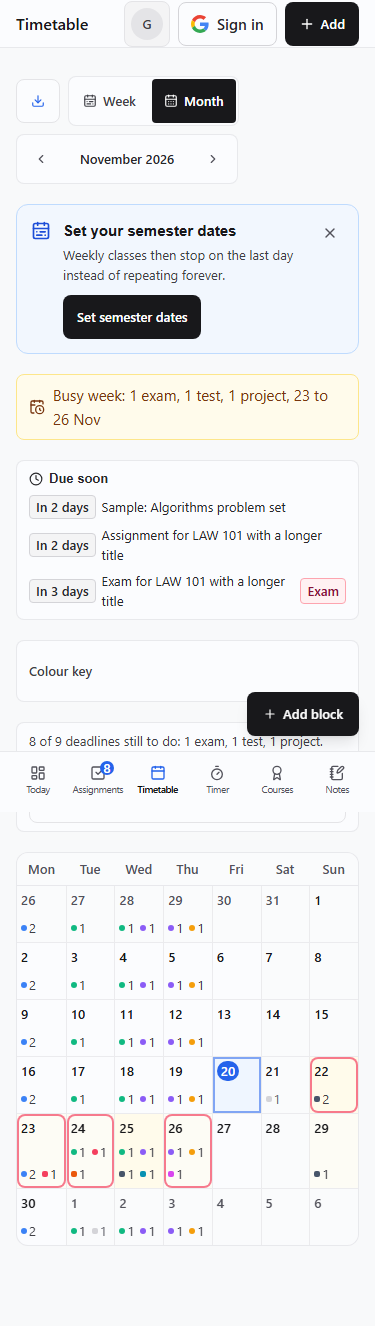 Timetable
G
Sign in
Add
Week
Month
November 2026
Set your semester dates
Weekly classes then stop on the last day
instead of repeating forever.
Set semester dates
Busy week: 1 exam, 1 test, 1 project, 23 to
26 Nov
Due soon
In 2 days Sample: Algorithms problem set
In 2 days Assignment for LAW 101 with a longer
title
In 3 days Exam for LAW 101 with a longer
title
Exam
Colour key
Add block
8 of 9 deadlines still to do: 1 exam, 1 test, 1 project.
8
Today Assignments Timetable Timer Courses Notes
Mon Tue Wed Thu Fri Sat Sun
26 27 28 29 30 31 1
2 1 1 1 1 1
2 3 4 5 6 7 8
2 1 1 1 1 1
9 10 11 12 13 14 15
2 1 1 1 1 1
16 17 18 19 20 21 22
2 1 1 1 1 1 1 2
23 24 25 26 27 28 29
1 1 1 1 1 1
2 1 1 1 1 1 1
30 1 2 3 4 5 6
2 1 1 1 1 1 1